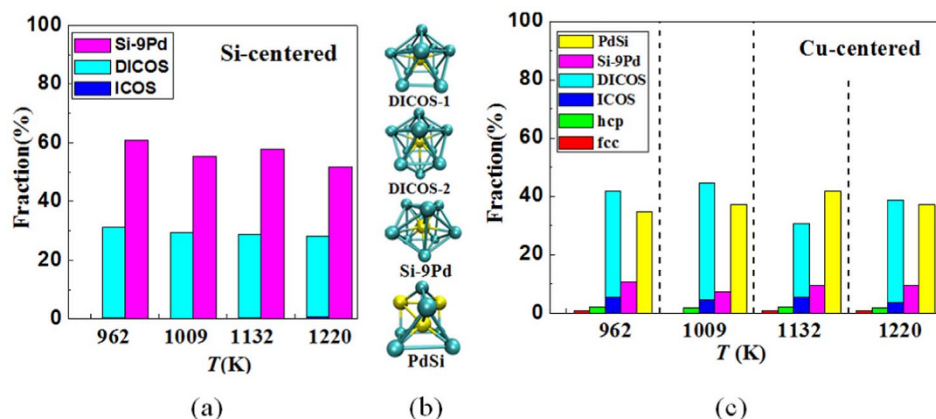 (a)
100
80
60
40
20
0
Fraction(%)
Si-9Pd
DICOS
ICOS
Si-centered
962 1009 1132 1220
T(K)
(a)
(b)
DICOS-1
DICOS-2
Si-9Pd
PdSi
(b)
(c)
100
80
60
40
20
0
Fraction(%)
PdSi
Si-9Pd
DICOS
ICOS
hcp
fcc
Cu-centered
962 1009 1132 1220
T (K)
(c)